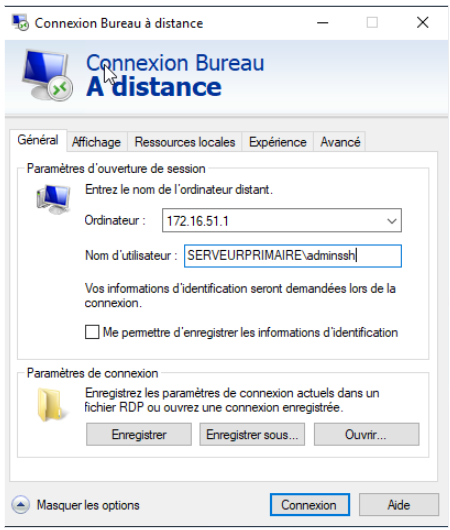 Connexion Bureau à distance
Connexion Bureau
A distance
Général Affichage Ressources locales Expérience Avancé
Paramètres d'ouverture de session
Entrez le nom de l'ordinateur distant.
Ordinateur : 172.16.51.1
Nom d'utilisateur : SERVEURPRIMAIRE\adminssh
Vos informations d'identification seront demandées lors de la
connexion.
Me permettre d'enregistrer les informations d'identification
Paramètres de connexion
Enregistrez les paramètres de connexion actuels dans un
fichier RDP ou ouvrez une connexion enregistrée.
Enregistrer Enregistrer sous... Ouvrir...
Masquer les options Connexion Aide